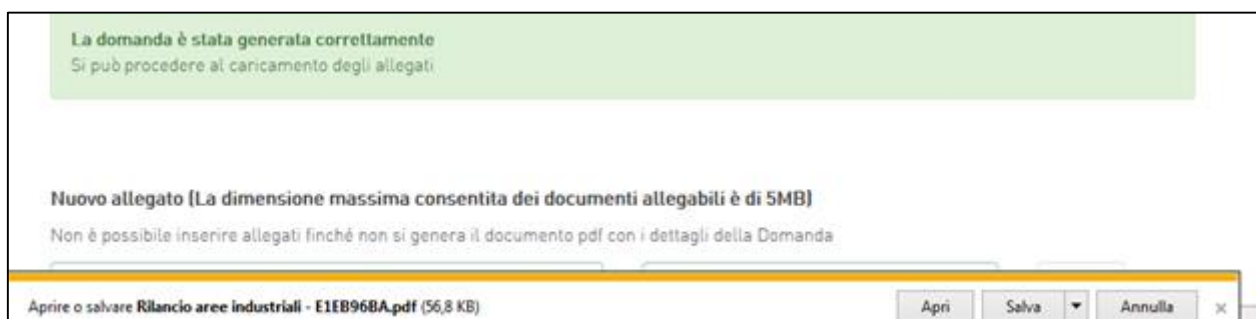 La domanda è stata generata correttamente
Si può procedere al caricamento degli allegati
Nuovo allegato (La dimensione massima consentita dei documenti allegabili è di 5MB)
Non è possibile inserire allegati finché non si genera il documento pdf con i dettagli della Domanda
Aprire o salvare Rilancio aree industriali - E1EB96BA.pdf (56,8 KB) Apri Salva Annulla